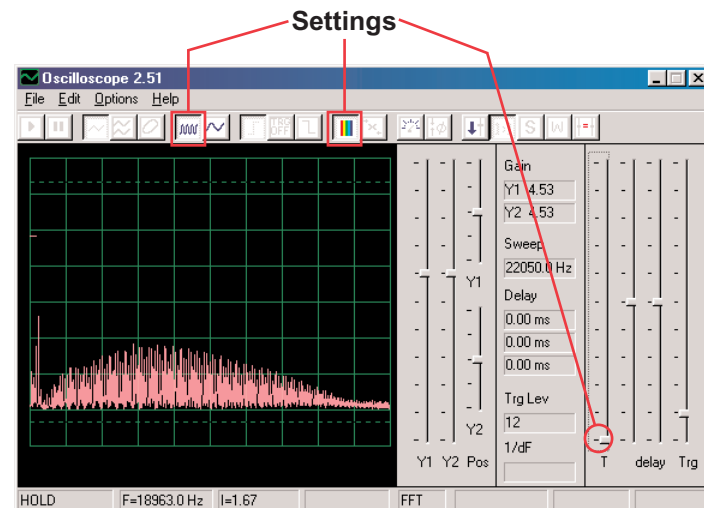 Settings
Oscilloscope 2.51
File Edit Options Help
TRG OFF
S W
Gain
Y1 4.53
Y2 4.53
Sweep
22050.0 Hz
Y1
Delay
0.00 ms
0.00 ms
0.00 ms
Trg Lev
12
Y2
1/dF
Y1 Y2 Pos
T delay Trg
HOLD F=18963.0 Hz I=1.67 FFT